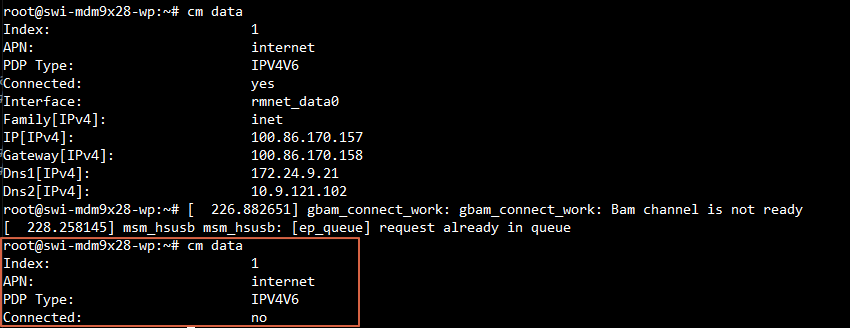 root@swi-mdm9x28-wp:~# cm data
Index: 1
APN: internet
PDP Type: IPV4V6
Connected: yes
Interface: rmnet_data0
Family[IPv4]: inet
IP[IPv4]: 100.86.170.157
Gateway[IPv4]: 100.86.170.158
Dns1[IPv4]: 172.24.9.21
Dns2[IPv4]: 10.9.121.102
root@swi-mdm9x28-wp:~# [  226.882651] gbam_connect_work: gbam_connect_work: Bam channel is not ready
[  228.258145] msm_hsusb msm_hsusb: [ep_queue] request already in queue
root@swi-mdm9x28-wp:~# cm data
Index: 1
APN: internet
PDP Type: IPV4V6
Connected: no